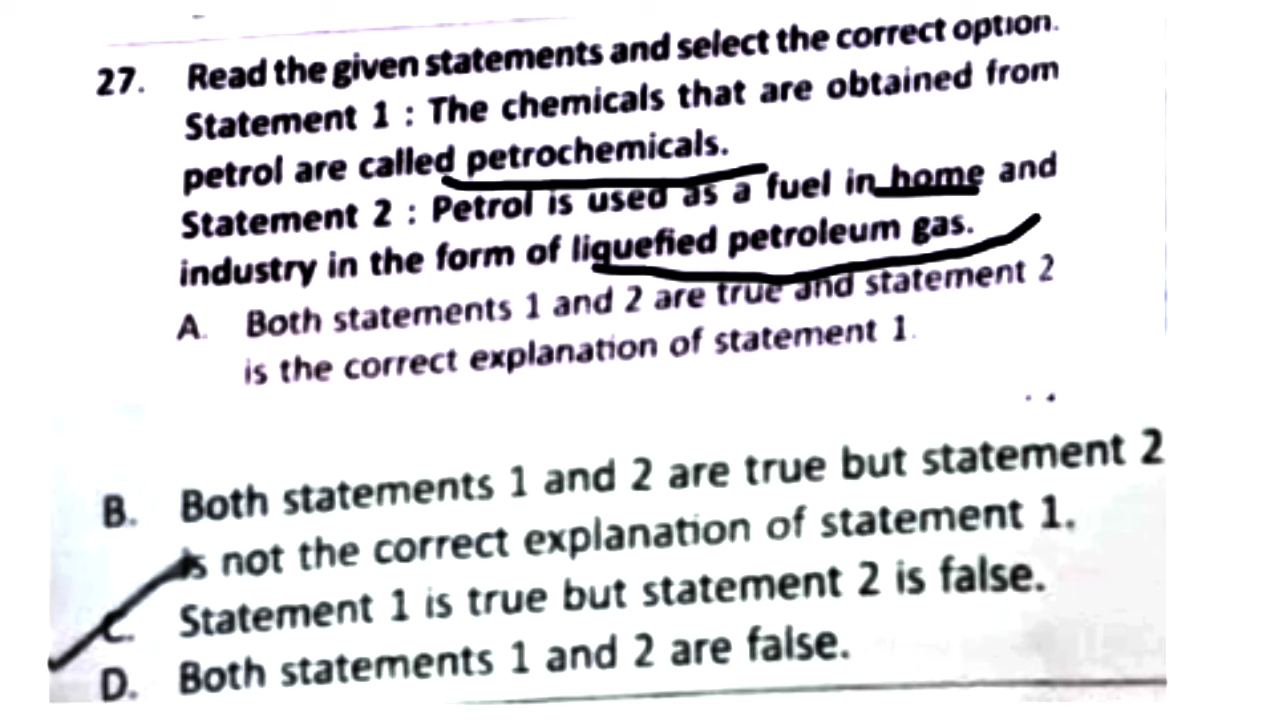 27. Read the given statements and select the correct option.
Statement 1 : The chemicals that are obtained from
petrol are called petrochemicals.
Statement 2 : Petrol is used as a fuel in home and
industry in the form of liquefied petroleum gas.
A. Both statements 1 and 2 are true and statement 2
is the correct explanation of statement 1.
B. Both statements 1 and 2 are true but statement 2
is not the correct explanation of statement 1.
C. Statement 1 is true but statement 2 is false.
D. Both statements 1 and 2 are false.